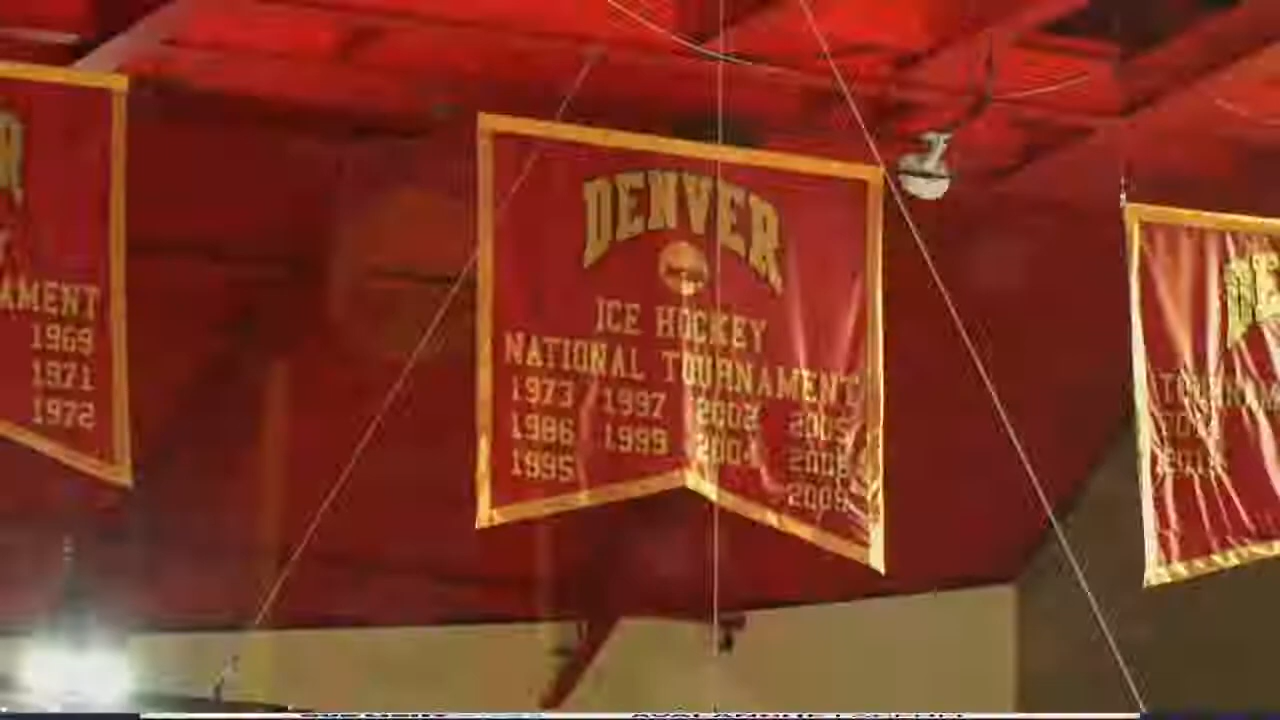 AMENT
1969
1971
1972
DENVER
ICE HOCKEY
NATIONAL TOURNAMENT
1973 1997 2002 2005
1986 1999 2004 2008
1995 2009